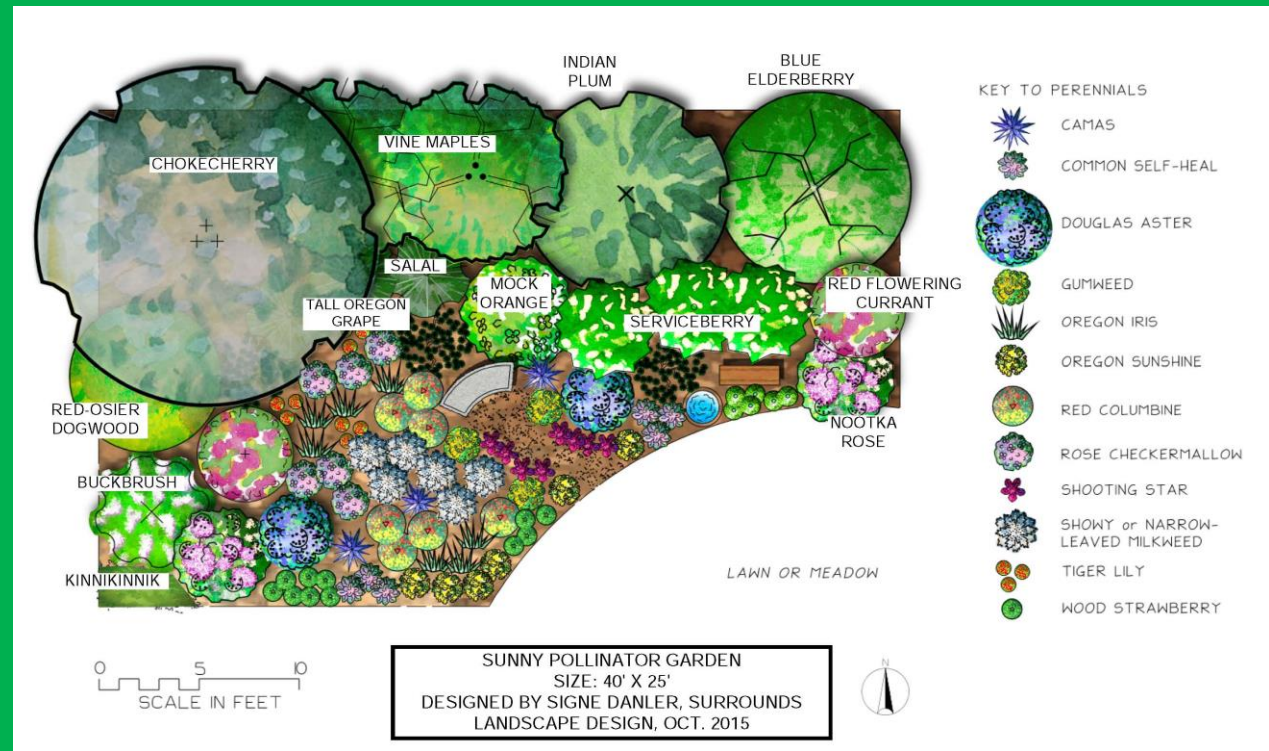 INDIAN
PLUM
BLUE
ELDERBERRY
CHOKECHERRY
VINE MAPLES
SALAL
TALL OREGON
GRAPE
MOCK
ORANGE
SERVICEBERRY
RED FLOWERING
CURRANT
RED-OSIER
DOGWOOD
NOOTKA
ROSE
BUCKBRUSH
KINNIKINNIK
LAWN OR MEADOW
KEY TO PERENNIALS
CAMAS
COMMON SELF-HEAL
DOUGLAS ASTER
GUMWEED
OREGON IRIS
OREGON SUNSHINE
RED COLUMBINE
ROSE CHECKERMALLOW
SHOOTING STAR
SHOWY or NARROW-
LEAVED MILKWEED
TIGER LILY
WOOD STRAWBERRY
0 5 10
SCALE IN FEET
SUNNY POLLINATOR GARDEN
SIZE: 40' X 25'
DESIGNED BY SIGNE DANLER, SURROUNDS
LANDSCAPE DESIGN, OCT. 2015
N